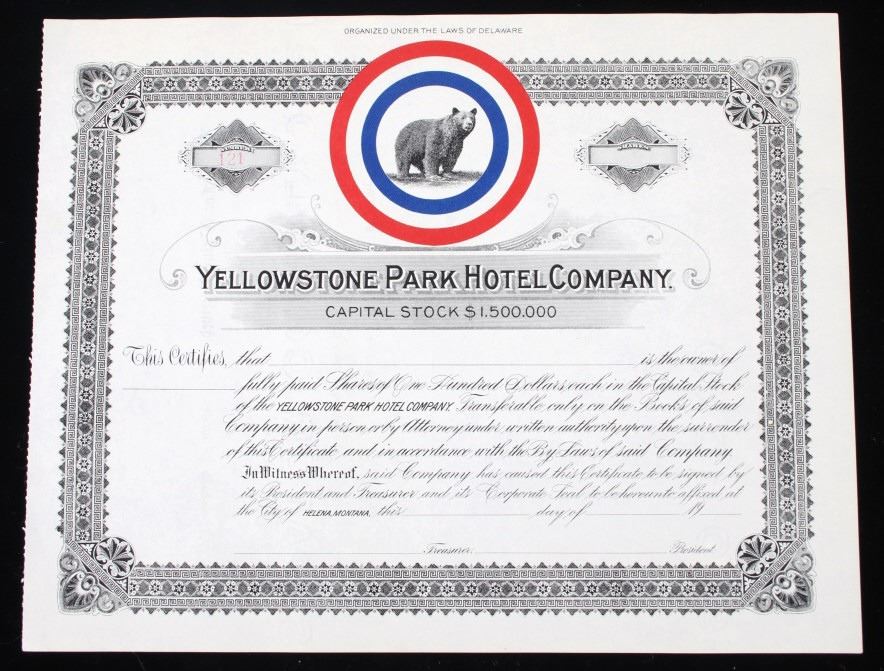 ORGANIZED UNDER THE LAWS OF DELAWARE
NUMBER
121
SHARES
YELLOWSTONE PARK HOTEL COMPANY.
CAPITAL STOCK $1.500.000
This Certifies, that is the owner of
fully paid Shares of One Hundred Dollars each in the Capital Stock
of the YELLOWSTONE PARK HOTEL COMPANY. Transferable only on the Books of said
Company in person or by Attorney under written authority upon the surrender
of this Certificate and in accordance with the By Laws of said Company.
In Witness Whereof, said Company has caused this Certificate to be signed by
its President and Treasurer and its Corporate Seal to be hereunto affixed at
the City of HELENA, MONTANA, this day of 19
Treasurer. President.